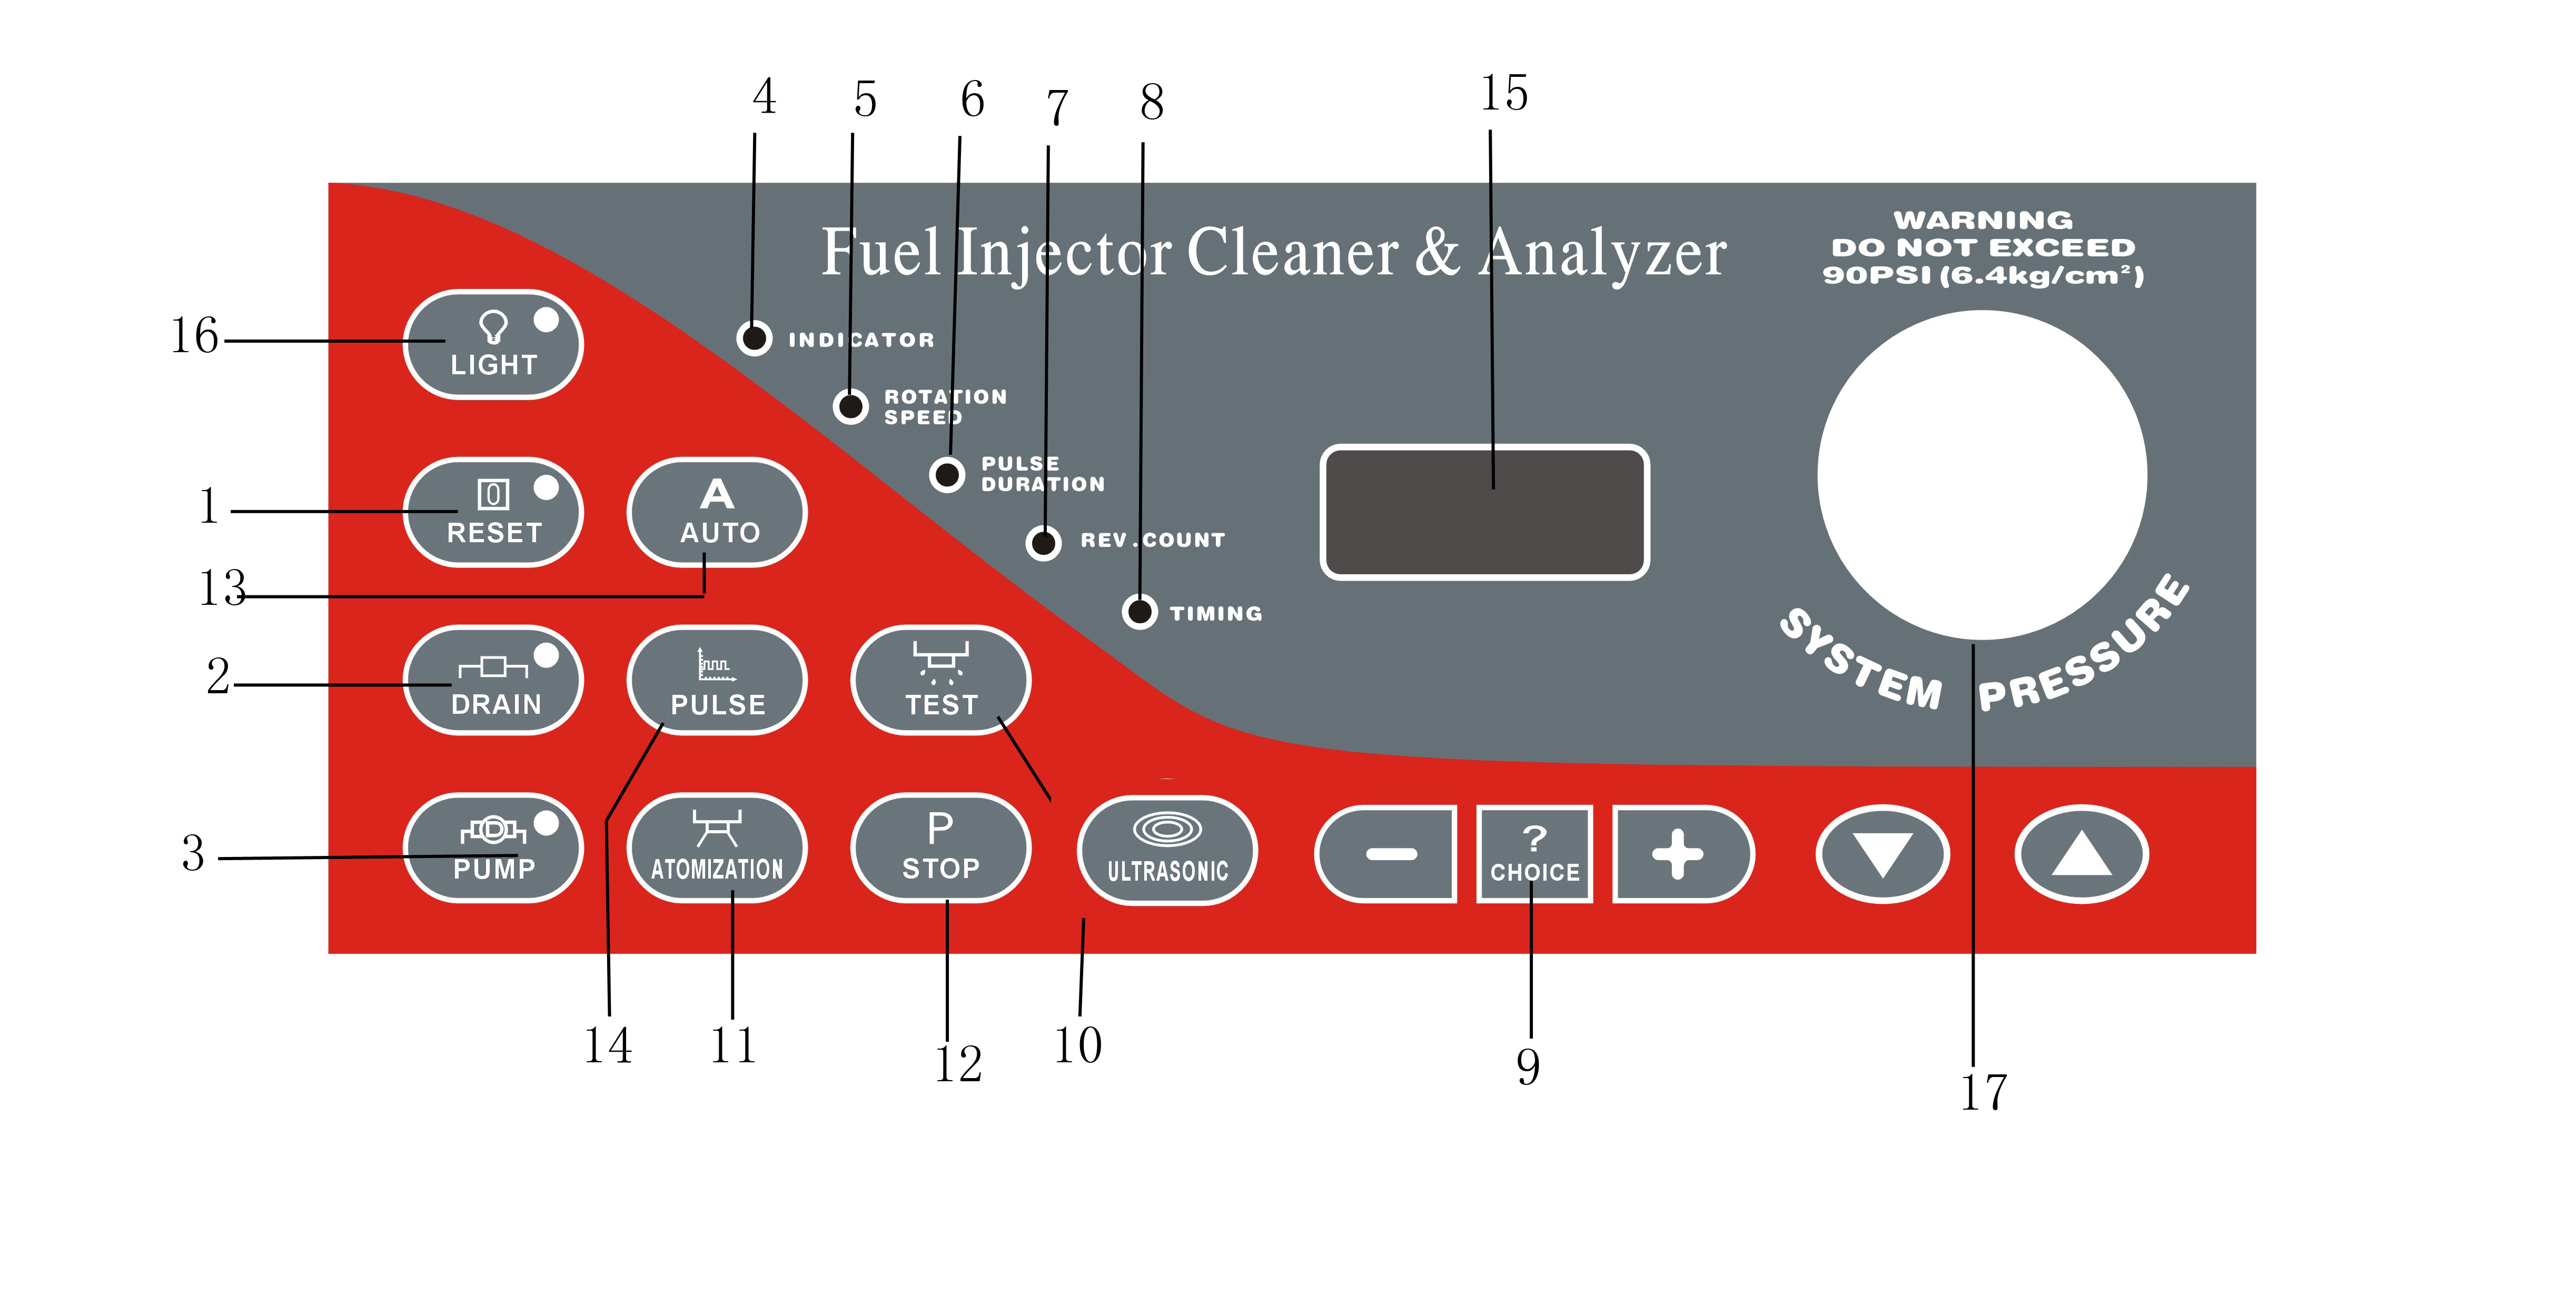 4 5 6 7 8 15
Fuel Injector Cleaner & Analyzer
WARNING
DO NOT EXCEED
90PSI (6.4kg/cm²)
16
LIGHT
INDICATOR
ROTATION
SPEED
PULSE
DURATION
REV.COUNT
TIMING
1
0
RESET
A
AUTO
13
2
DRAIN
PULSE
TEST
SYSTEM PRESSURE
3
D
PUMP
ATOMIZATION
P
STOP
ULTRASONIC
−
?
CHOICE
+
14 11 12 10 9 17